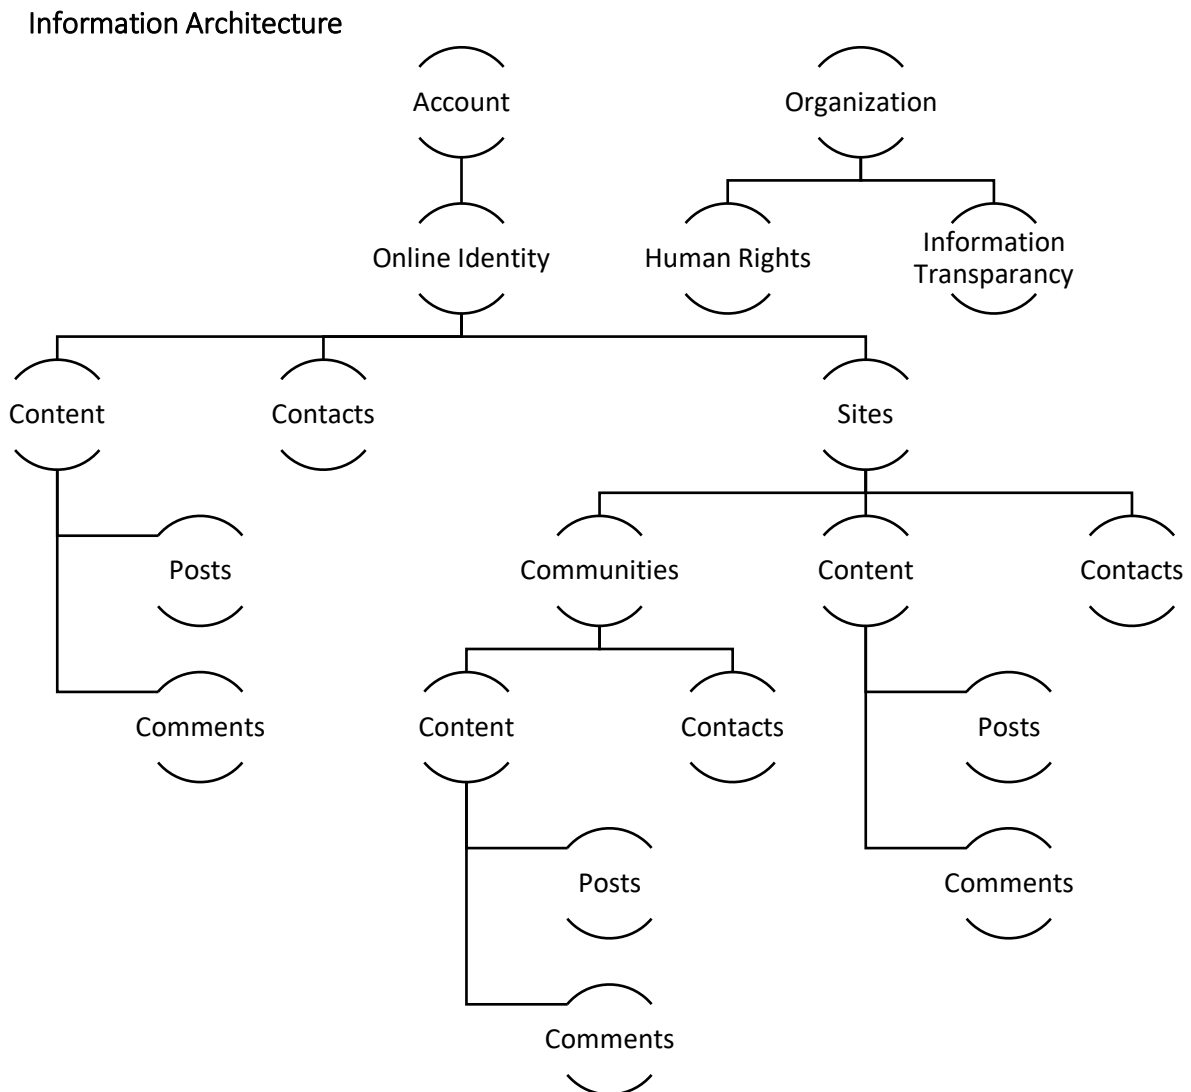 Information Architecture
Account
Organization
Online Identity
Human Rights
Information
Transparancy
Content
Contacts
Sites
Posts
Communities
Content
Contacts
Comments
Content
Contacts
Posts
Posts
Comments
Comments